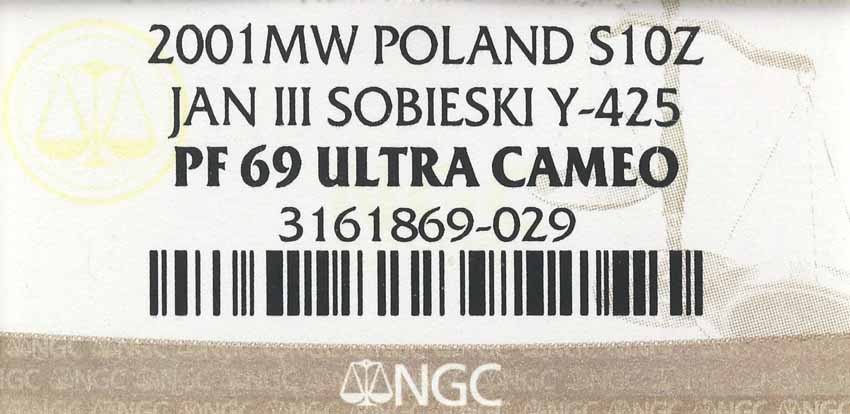 2001MW POLAND S10Z
JAN III SOBIESKI Y-425
PF 69 ULTRA CAMEO
3161869-029
NGC